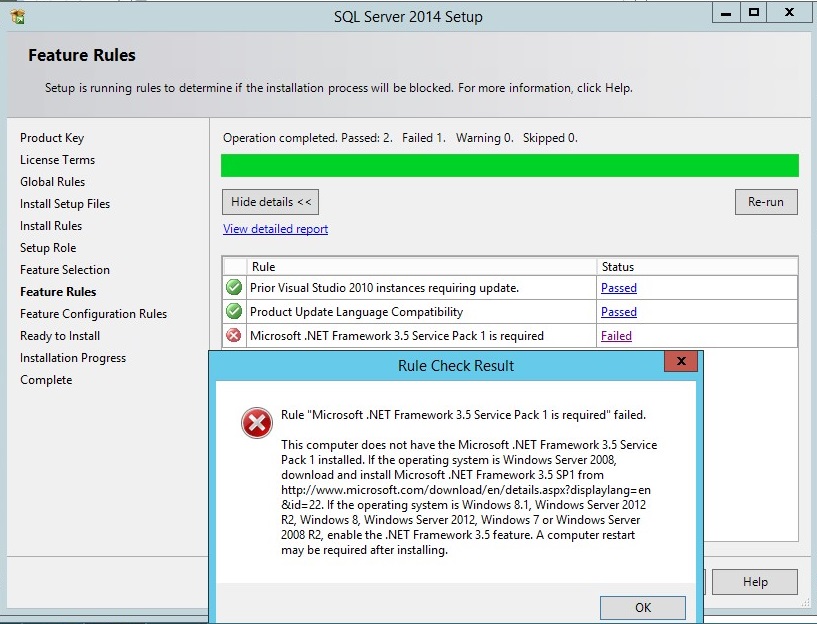 SQL Server 2014 Setup
Feature Rules
Setup is running rules to determine if the installation process will be blocked. For more information, click Help.
Product Key
License Terms
Global Rules
Install Setup Files
Install Rules
Setup Role
Feature Selection
Feature Rules
Feature Configuration Rules
Ready to Install
Installation Progress
Complete
Operation completed. Passed: 2. Failed 1. Warning 0. Skipped 0.
Hide details <<
Re-run
View detailed report
Rule Status
Prior Visual Studio 2010 instances requiring update. Passed
Product Update Language Compatibility Passed
Microsoft .NET Framework 3.5 Service Pack 1 is required Failed
Rule Check Result
Rule "Microsoft .NET Framework 3.5 Service Pack 1 is required" failed.
This computer does not have the Microsoft .NET Framework 3.5 Service
Pack 1 installed. If the operating system is Windows Server 2008,
download and install Microsoft .NET Framework 3.5 SP1 from
http://www.microsoft.com/download/en/details.aspx?displaylang=en
&id=22. If the operating system is Windows 8.1, Windows Server 2012
R2, Windows 8, Windows Server 2012, Windows 7 or Windows Server
2008 R2, enable the .NET Framework 3.5 feature. A computer restart
may be required after installing.
OK
Help